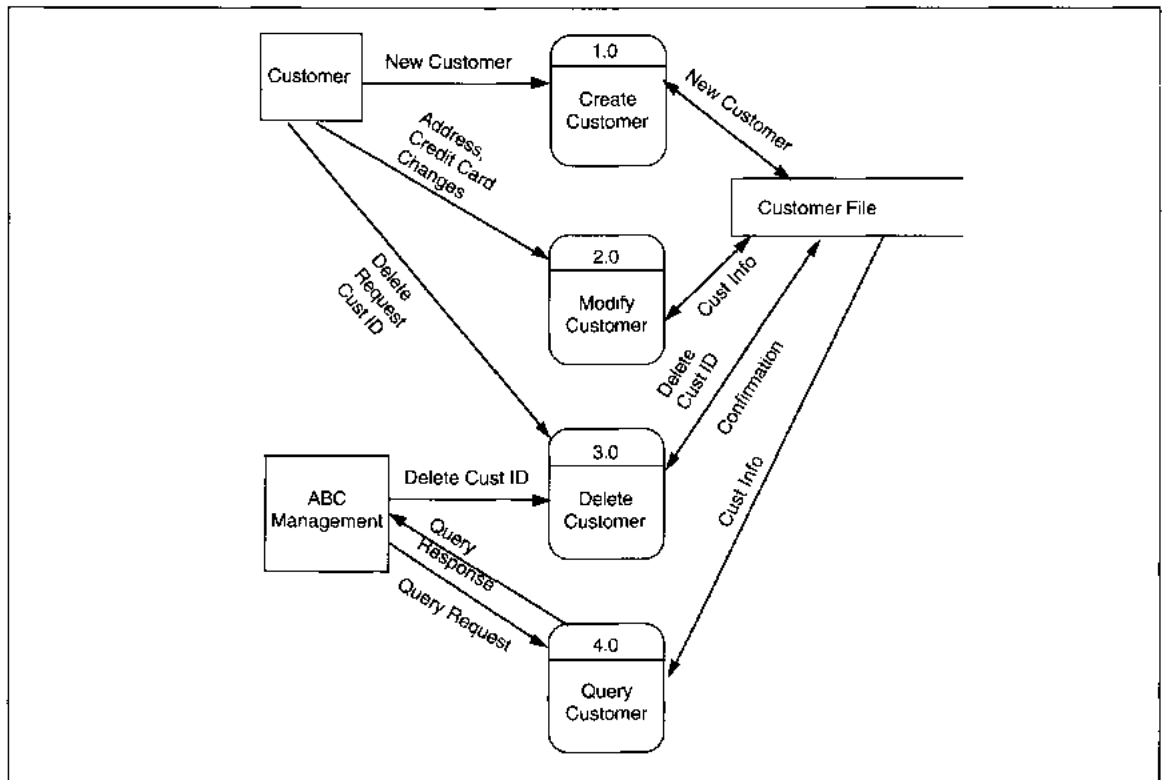 Customer
New Customer
1.0
Create
Customer
New Customer
Address,
Credit Card
Changes
Customer File
2.0
Modify
Customer
Cust Info
Delete
Request
Cust ID
Delete
Cust ID
Confirmation
Cust Info
3.0
Delete
Customer
Delete Cust ID
ABC
Management
Query
Response
Query Request
4.0
Query
Customer